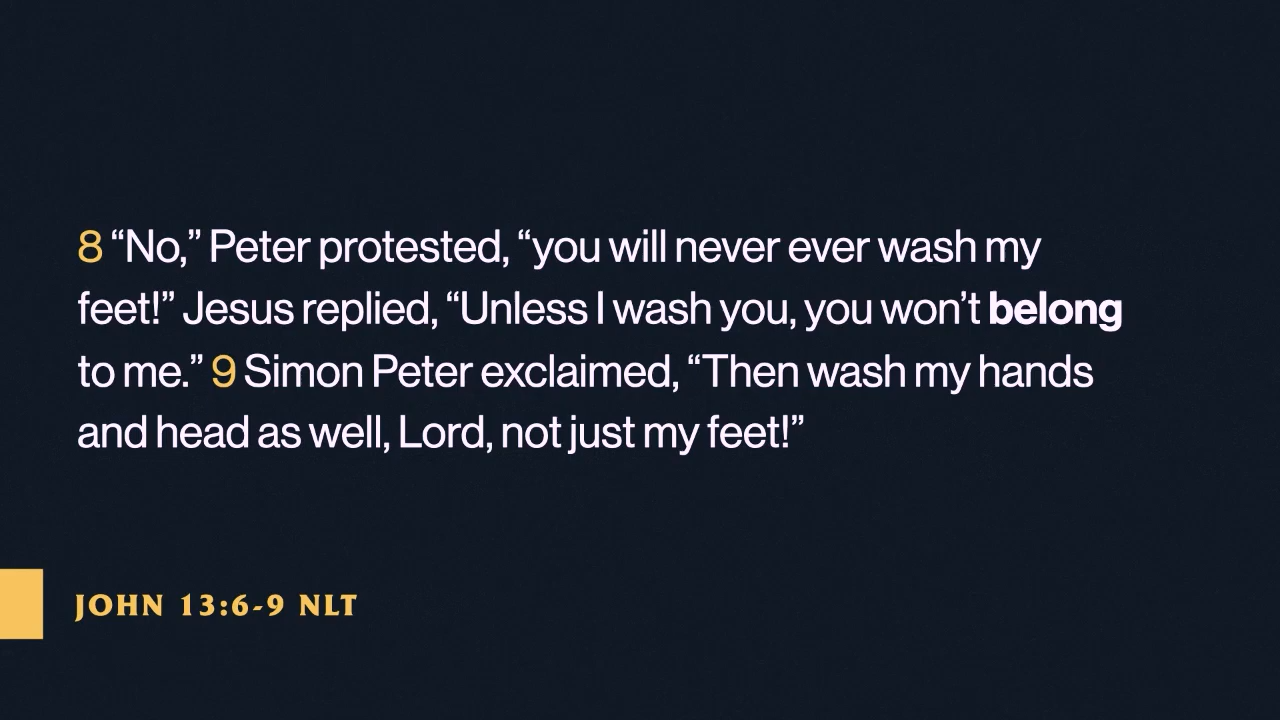 8 “No,” Peter protested, “you will never ever wash my
feet!” Jesus replied, “Unless I wash you, you won’t belong
to me.” 9 Simon Peter exclaimed, “Then wash my hands
and head as well, Lord, not just my feet!”
JOHN 13:6-9 NLT